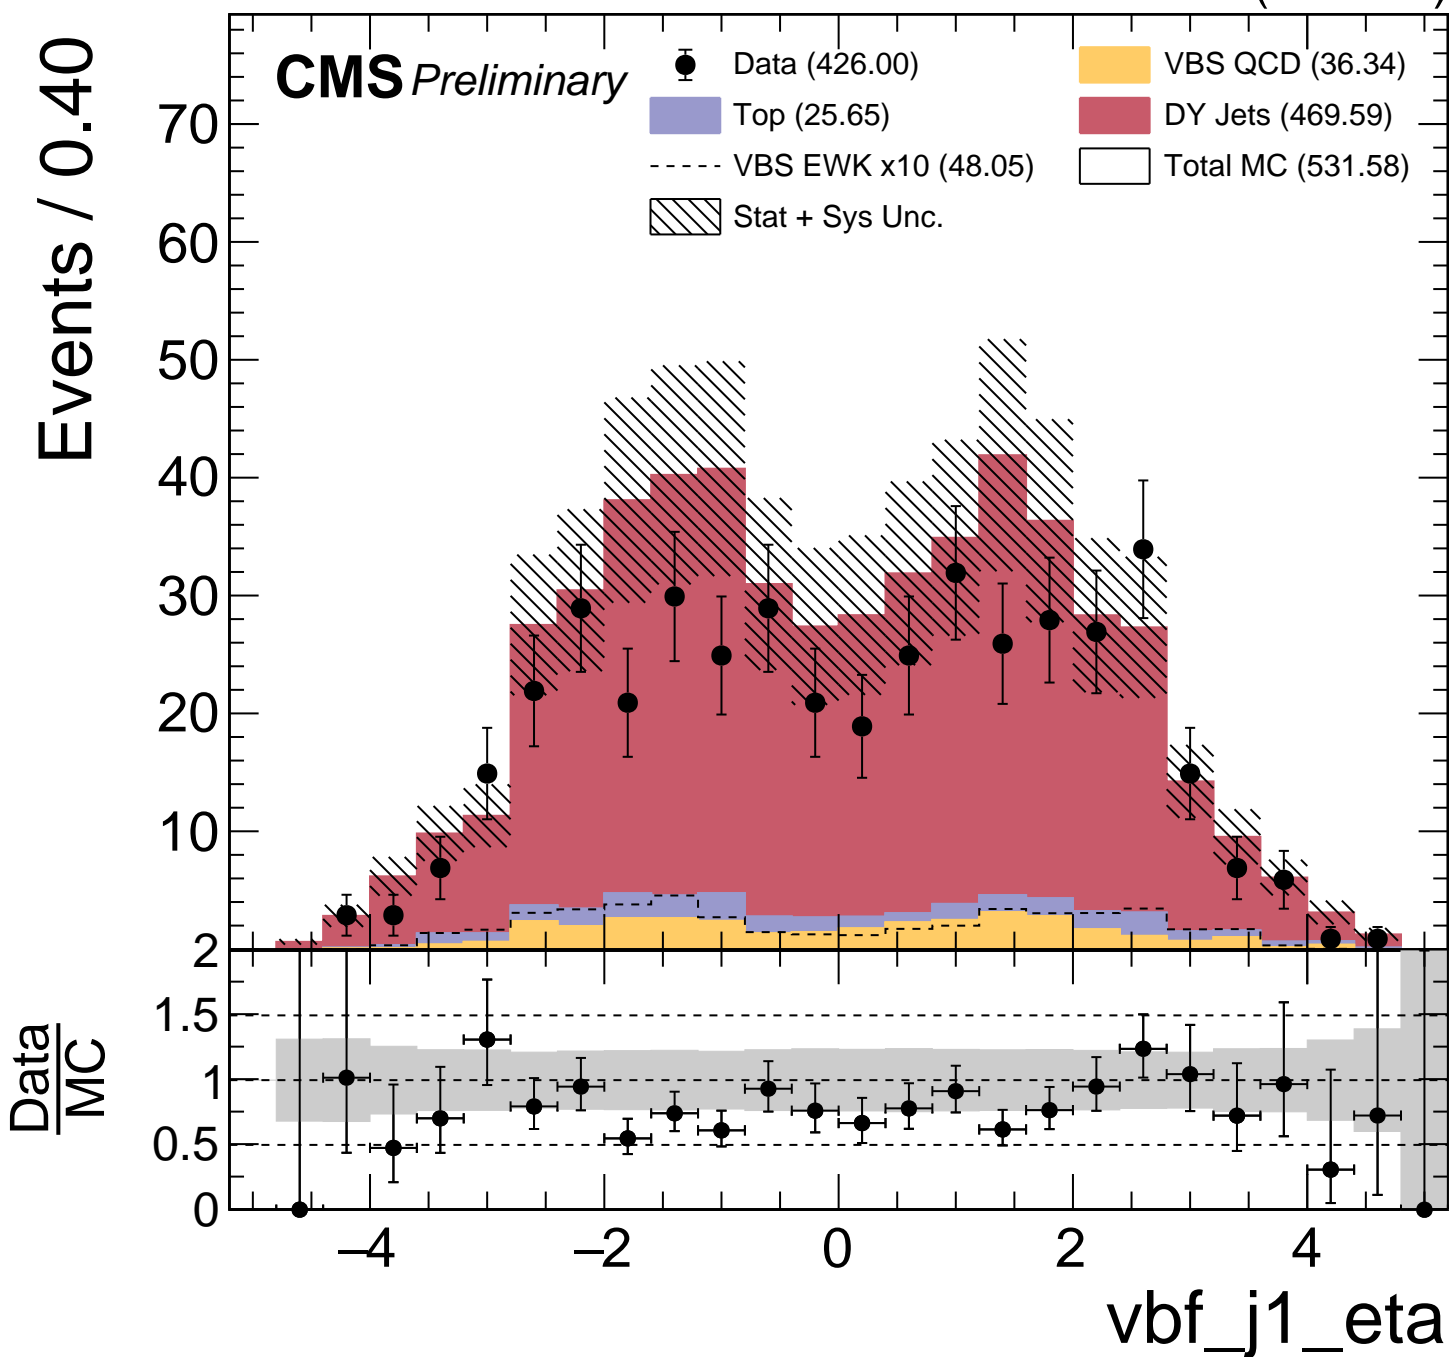 CMS Preliminary
Data (426.00)
VBS QCD (36.34)
Top (25.65)
DY Jets (469.59)
VBS EWK x10 (48.05)
Total MC (531.58)
Stat + Sys Unc.
Events / 0.40
70
60
50
40
30
20
10
2
1.5
1
0.5
0
Data
MC
−4
−2
0
2
4
vbf_j1_eta